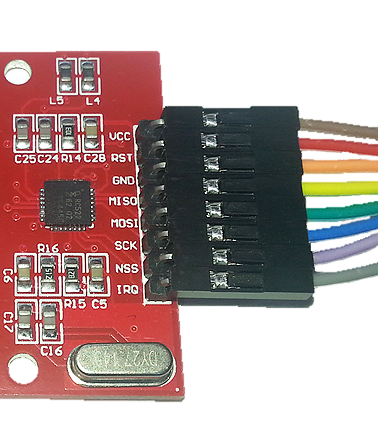 L5 L4
VCC
C25 C24 R14 C28
RST
GND
MISO
MOSI
SCK
R16
NSS
C6
IRQ
R15 C5
C17
C16